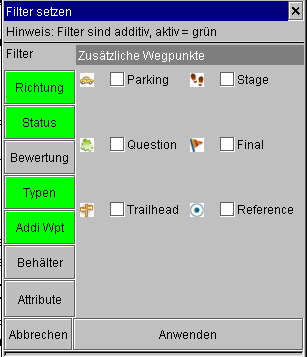 Filter setzen
Hinweis: Filter sind additiv, aktiv = grün
Filter
Zusätzliche Wegpunkte
Richtung
Status
Bewertung
Typen
Addi Wpt
Behälter
Attribute
Parking
Stage
Question
Final
Trailhead
Reference
Abbrechen
Anwenden